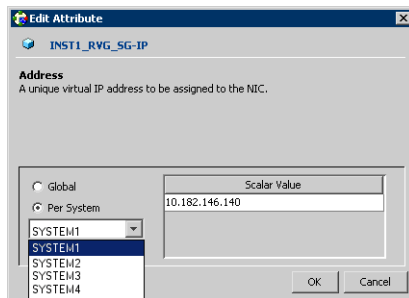 Edit Attribute
INST1_RVG_SG-IP
Address
A unique virtual IP address to be assigned to the NIC.
Global
Per System
SYSTEM1
SYSTEM1
SYSTEM2
SYSTEM3
SYSTEM4
Scalar Value
10.182.146.140
OK
Cancel